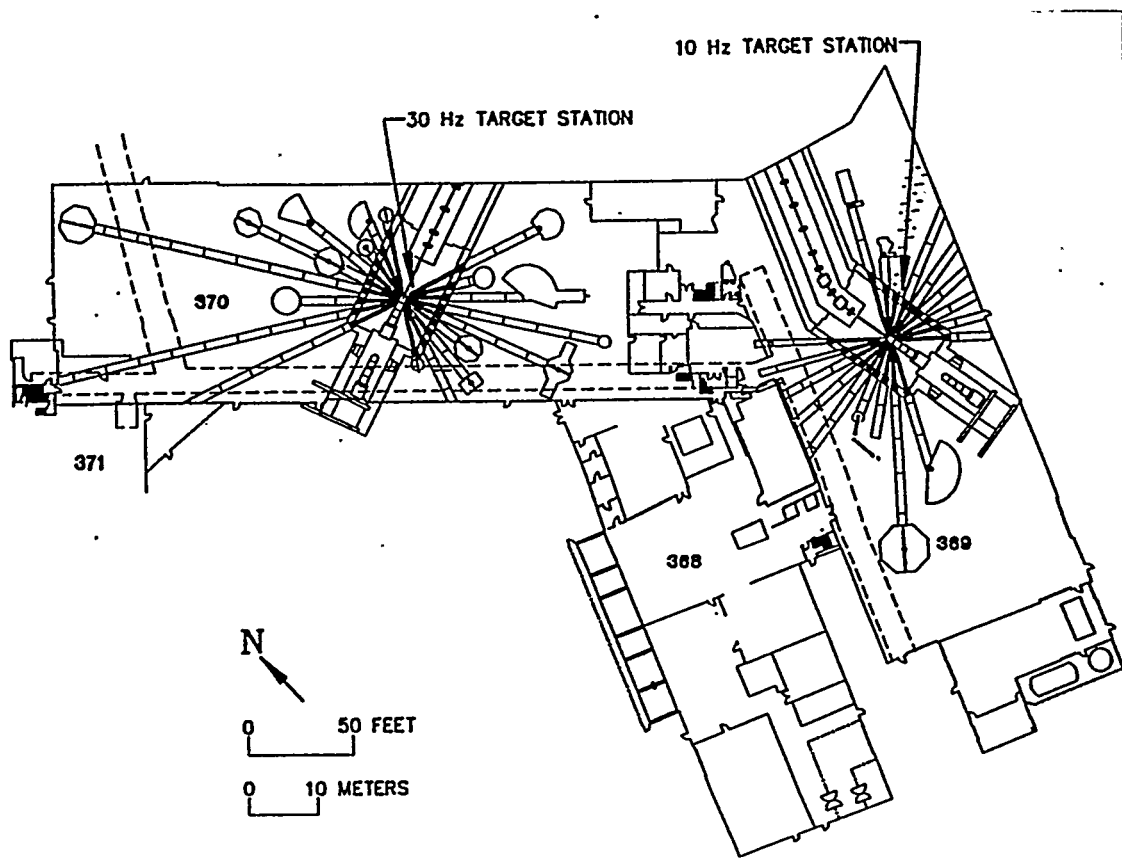 10 Hz TARGET STATION
30 Hz TARGET STATION
370
371
368
369
N
0 50 FEET
0 10 METERS